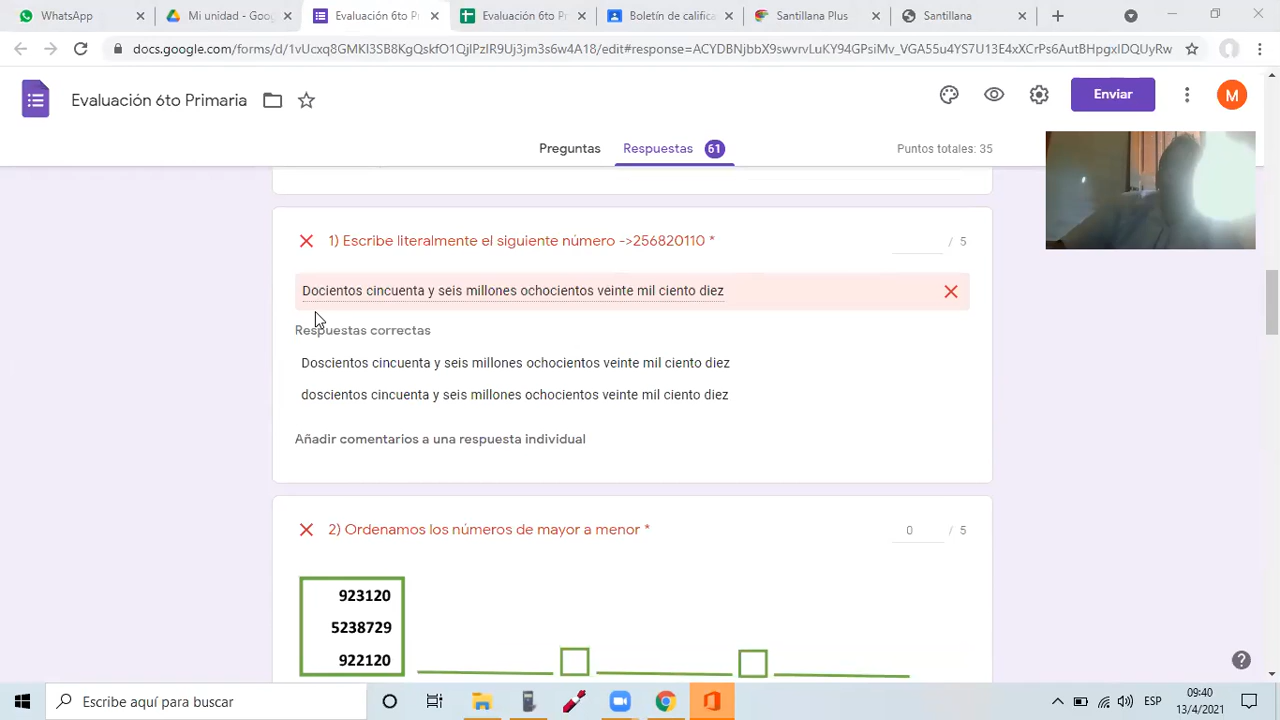 WhatsApp
Mi unidad - Goog
Evaluación 6to P
Evaluación 6to P
Boletín de califica
Santillana Plus
Santillana
docs.google.com/forms/d/1vUcxq8GMKI3SB8KgQskfO1QjlPzIR9Uj3jm3s6w4A18/edit#response=ACYDBNjbbX9swvrvLuKY94GPsiMv_VGA55u4YS7U13E4xXCrPs6AutBHpgxIDQUyRw
Evaluación 6to Primaria
Enviar
M
Preguntas
Respuestas 61
Puntos totales: 35
1) Escribe literalmente el siguiente número ->256820110 *
/ 5
Docientos cincuenta y seis millones ochocientos veinte mil ciento diez
Respuestas correctas
Doscientos cincuenta y seis millones ochocientos veinte mil ciento diez
doscientos cincuenta y seis millones ochocientos veinte mil ciento diez
Añadir comentarios a una respuesta individual
2) Ordenamos los números de mayor a menor *
0 / 5
923120
5238729
922120
Escribe aquí para buscar
ESP
09:40
13/4/2021